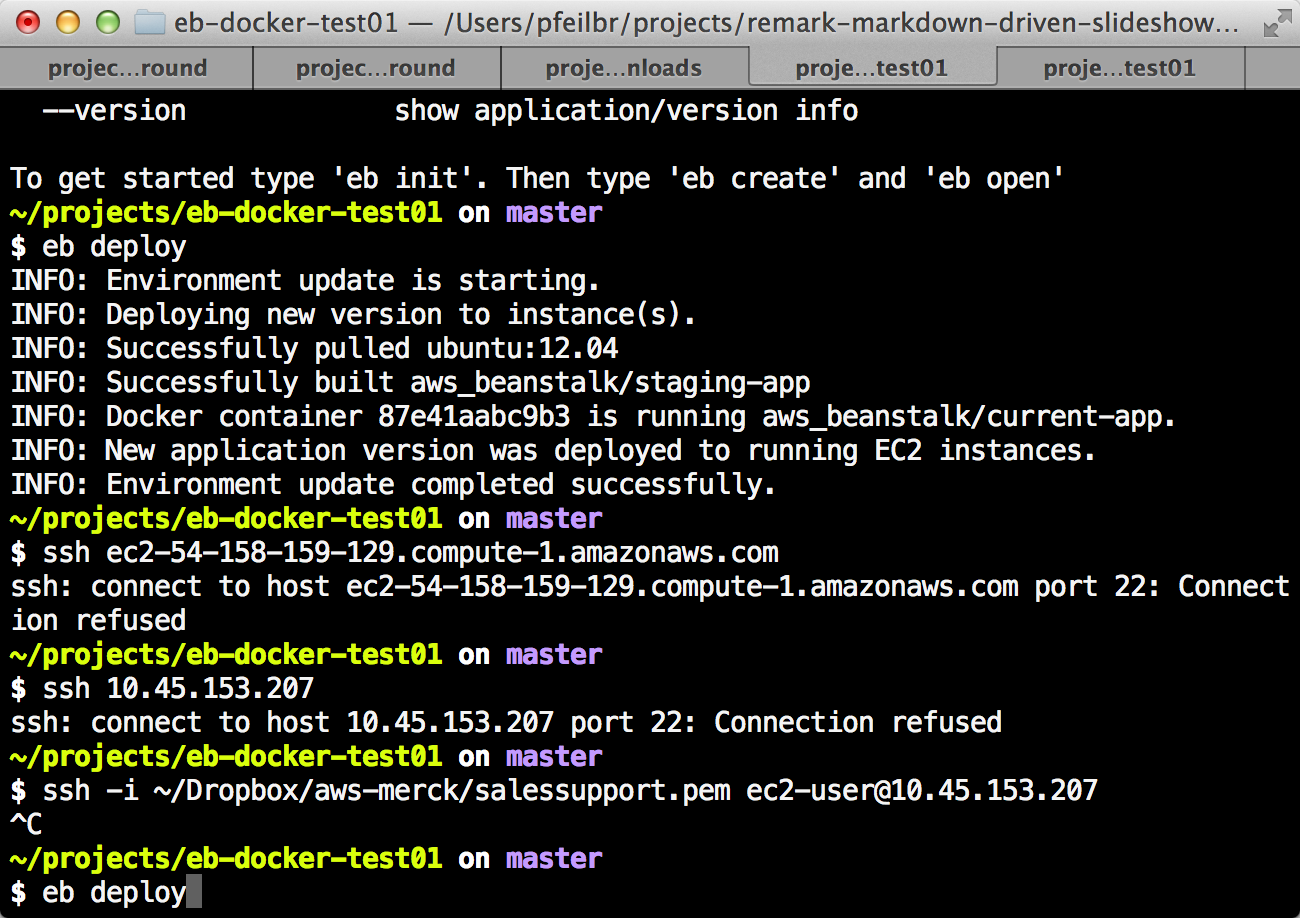 eb-docker-test01 — /Users/pfeilbr/projects/remark-markdown-driven-slideshow...
projec...round projec...round proje...nloads proje...test01 proje...test01
--version show application/version info
To get started type 'eb init'. Then type 'eb create' and 'eb open'
~/projects/eb-docker-test01 on master
$ eb deploy
INFO: Environment update is starting.
INFO: Deploying new version to instance(s).
INFO: Successfully pulled ubuntu:12.04
INFO: Successfully built aws_beanstalk/staging-app
INFO: Docker container 87e41aabc9b3 is running aws_beanstalk/current-app.
INFO: New application version was deployed to running EC2 instances.
INFO: Environment update completed successfully.
~/projects/eb-docker-test01 on master
$ ssh ec2-54-158-159-129.compute-1.amazonaws.com
ssh: connect to host ec2-54-158-159-129.compute-1.amazonaws.com port 22: Connect
ion refused
~/projects/eb-docker-test01 on master
$ ssh 10.45.153.207
ssh: connect to host 10.45.153.207 port 22: Connection refused
~/projects/eb-docker-test01 on master
$ ssh -i ~/Dropbox/aws-merck/salessupport.pem ec2-user@10.45.153.207
^C
~/projects/eb-docker-test01 on master
$ eb deploy